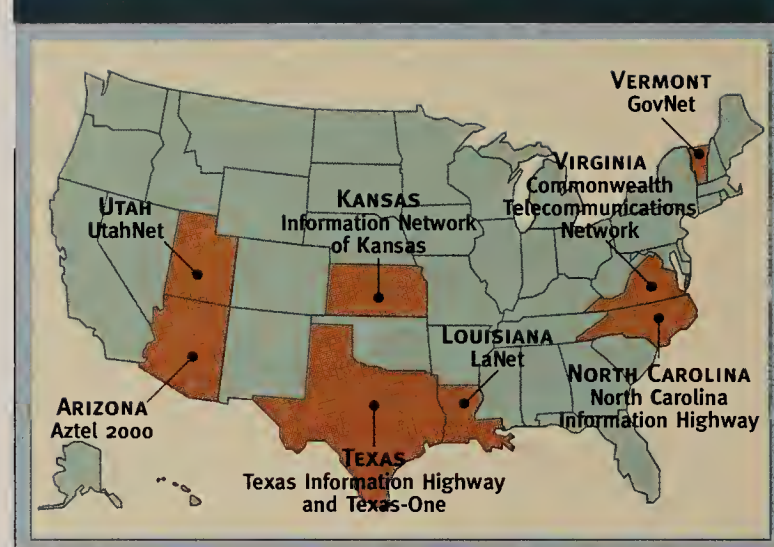 VERMONT
GovNet
VIRGINIA
Commonwealth
Telecommunications
Network
UTAH
UtahNet
KANSAS
Information Network
of Kansas
LOUISIANA
LaNet
NORTH CAROLINA
North Carolina
Information Highway
ARIZONA
Aztel 2000
TEXAS
Texas Information Highway
and Texas-One